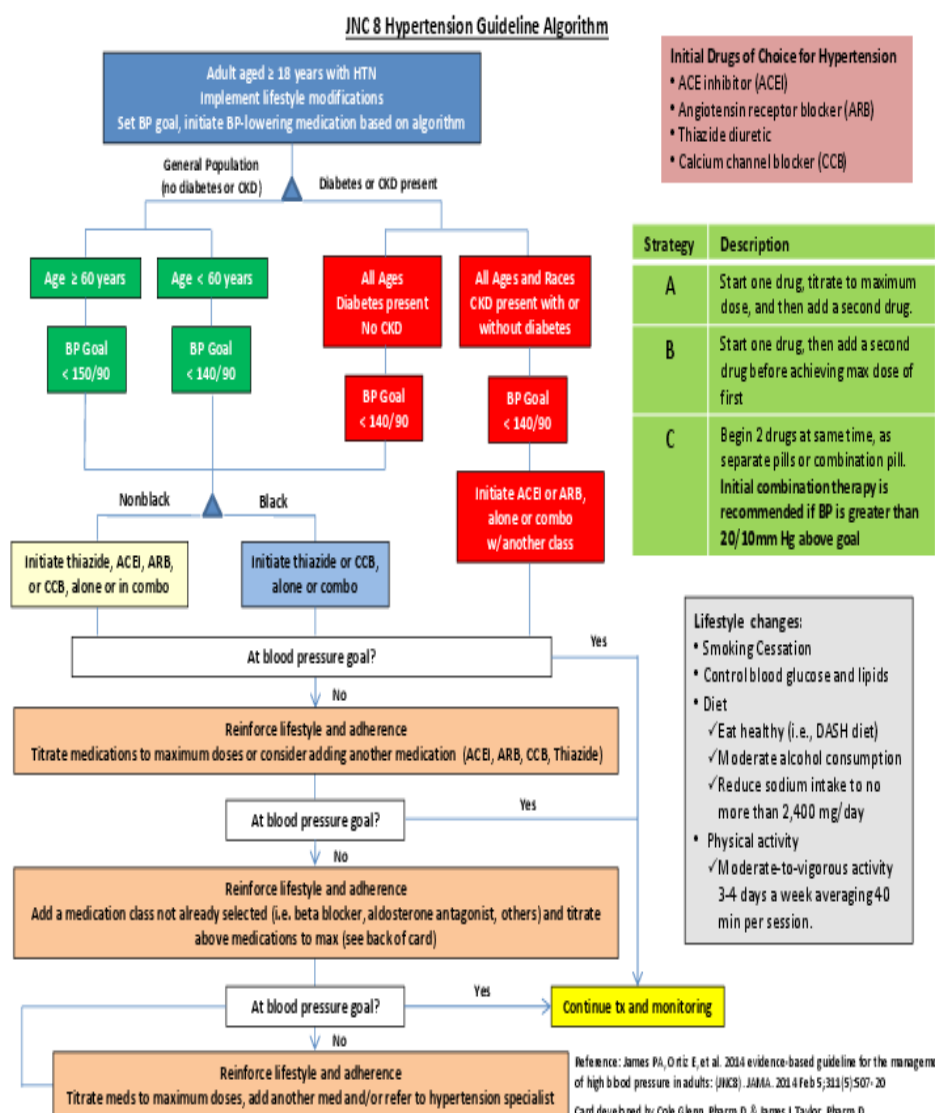 JNC 8 Hypertension Guideline Algorithm
Adult aged ≥ 18 years with HTN
Implement lifestyle modifications
Set BP goal, initiate BP-lowering medication based on algorithm
General Population
(no diabetes or CKD)
Diabetes or CKD present
Age ≥ 60 years
Age < 60 years
All Ages
Diabetes present
No CKD
All Ages and Races
CKD present with or
without diabetes
BP Goal
< 150/90
BP Goal
< 140/90
BP Goal
< 140/90
BP Goal
< 140/90
Nonblack
Black
Initiate thiazide, ACEI, ARB,
or CCB, alone or in combo
Initiate thiazide or CCB,
alone or combo
Initiate ACEI or ARB,
alone or combo
w/another class
At blood pressure goal?
Yes
No
Reinforce lifestyle and adherence
Titrate medications to maximum doses or consider adding another medication (ACEI, ARB, CCB, Thiazide)
At blood pressure goal?
Yes
No
Reinforce lifestyle and adherence
Add a medication class not already selected (i.e. beta blocker, aldosterone antagonist, others) and titrate
above medications to max (see back of card)
At blood pressure goal?
Yes
Continue tx and monitoring
No
Reinforce lifestyle and adherence
Titrate meds to maximum doses, add another med and/or refer to hypertension specialist
Initial Drugs of Choice for Hypertension
• ACE inhibitor (ACEI)
• Angiotensin receptor blocker (ARB)
• Thiazide diuretic
• Calcium channel blocker (CCB)
Strategy Description
A Start one drug, titrate to maximum
dose, and then add a second drug.
B Start one drug, then add a second
drug before achieving max dose of
first
C Begin 2 drugs at same time, as
separate pills or combination pill.
Initial combination therapy is
recommended if BP is greater than
20/10mm Hg above goal
Lifestyle changes:
• Smoking Cessation
• Control blood glucose and lipids
• Diet
✓Eat healthy (i.e., DASH diet)
✓Moderate alcohol consumption
✓Reduce sodium intake to no
more than 2,400 mg/day
• Physical activity
✓Moderate-to-vigorous activity
3-4 days a week averaging 40
min per session.
Reference: James PA, Ortiz E, et al. 2014 evidence-based guideline for the manageme
of high blood pressure in adults: (JNC8). JAMA. 2014 Feb 5;311(5):507-20
Card developed by Cole Glenn, Pharm.D. & James L Taylor, Pharm.D.